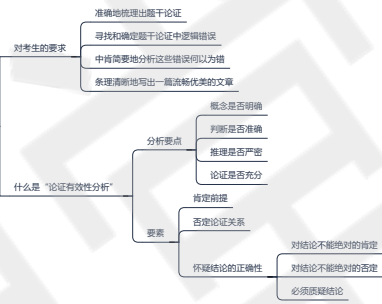 准确地梳理出题干论证
寻找和确定题干论证中逻辑错误
对考生的要求
中肯简要地分析这些错误何以为错
条理清晰地写出一篇流畅优美的文章
概念是否明确
判断是否准确
分析要点
推理是否严密
论证是否充分
什么是“论证有效性分析”
肯定前提
否定论证关系
要素
对结论不能绝对的肯定
怀疑结论的正确性
对结论不能绝对的否定
必须质疑结论